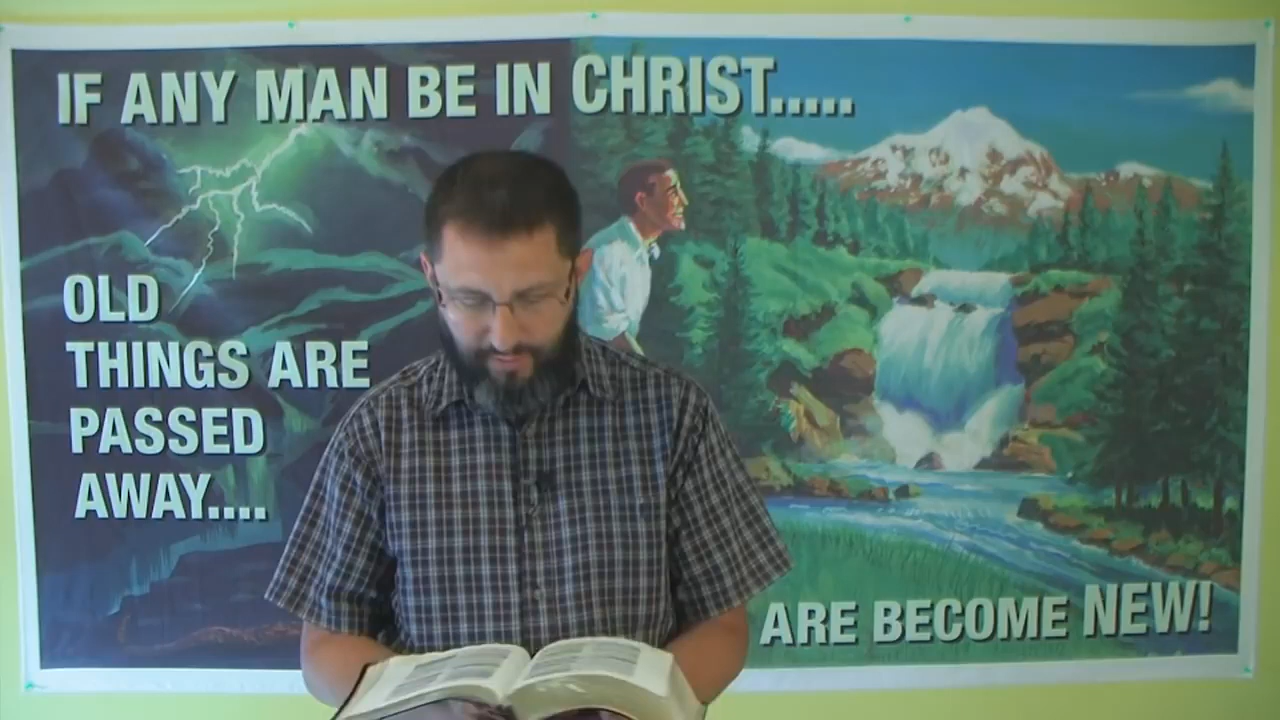 IF ANY MAN BE IN CHRIST.....
OLD
THINGS ARE
PASSED
AWAY....
ARE BECOME NEW!